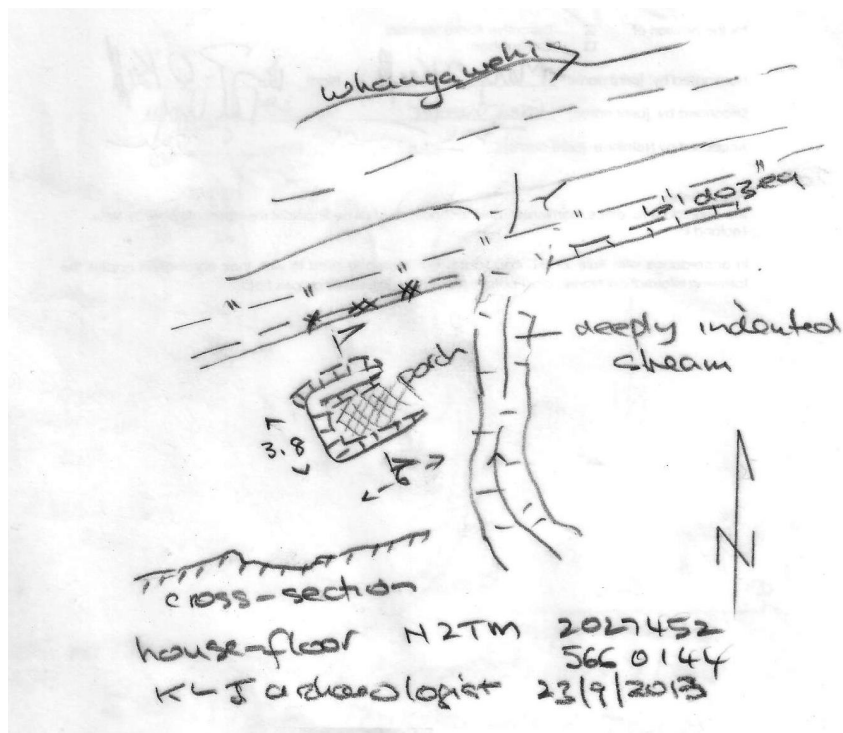 whangawehi
" " " " " dozed
porch
deeply indented
stream
3.8
6
N
cross-section
house-floor NZTM 2027452
5660144
KLJ archaeologist 23/9/2013